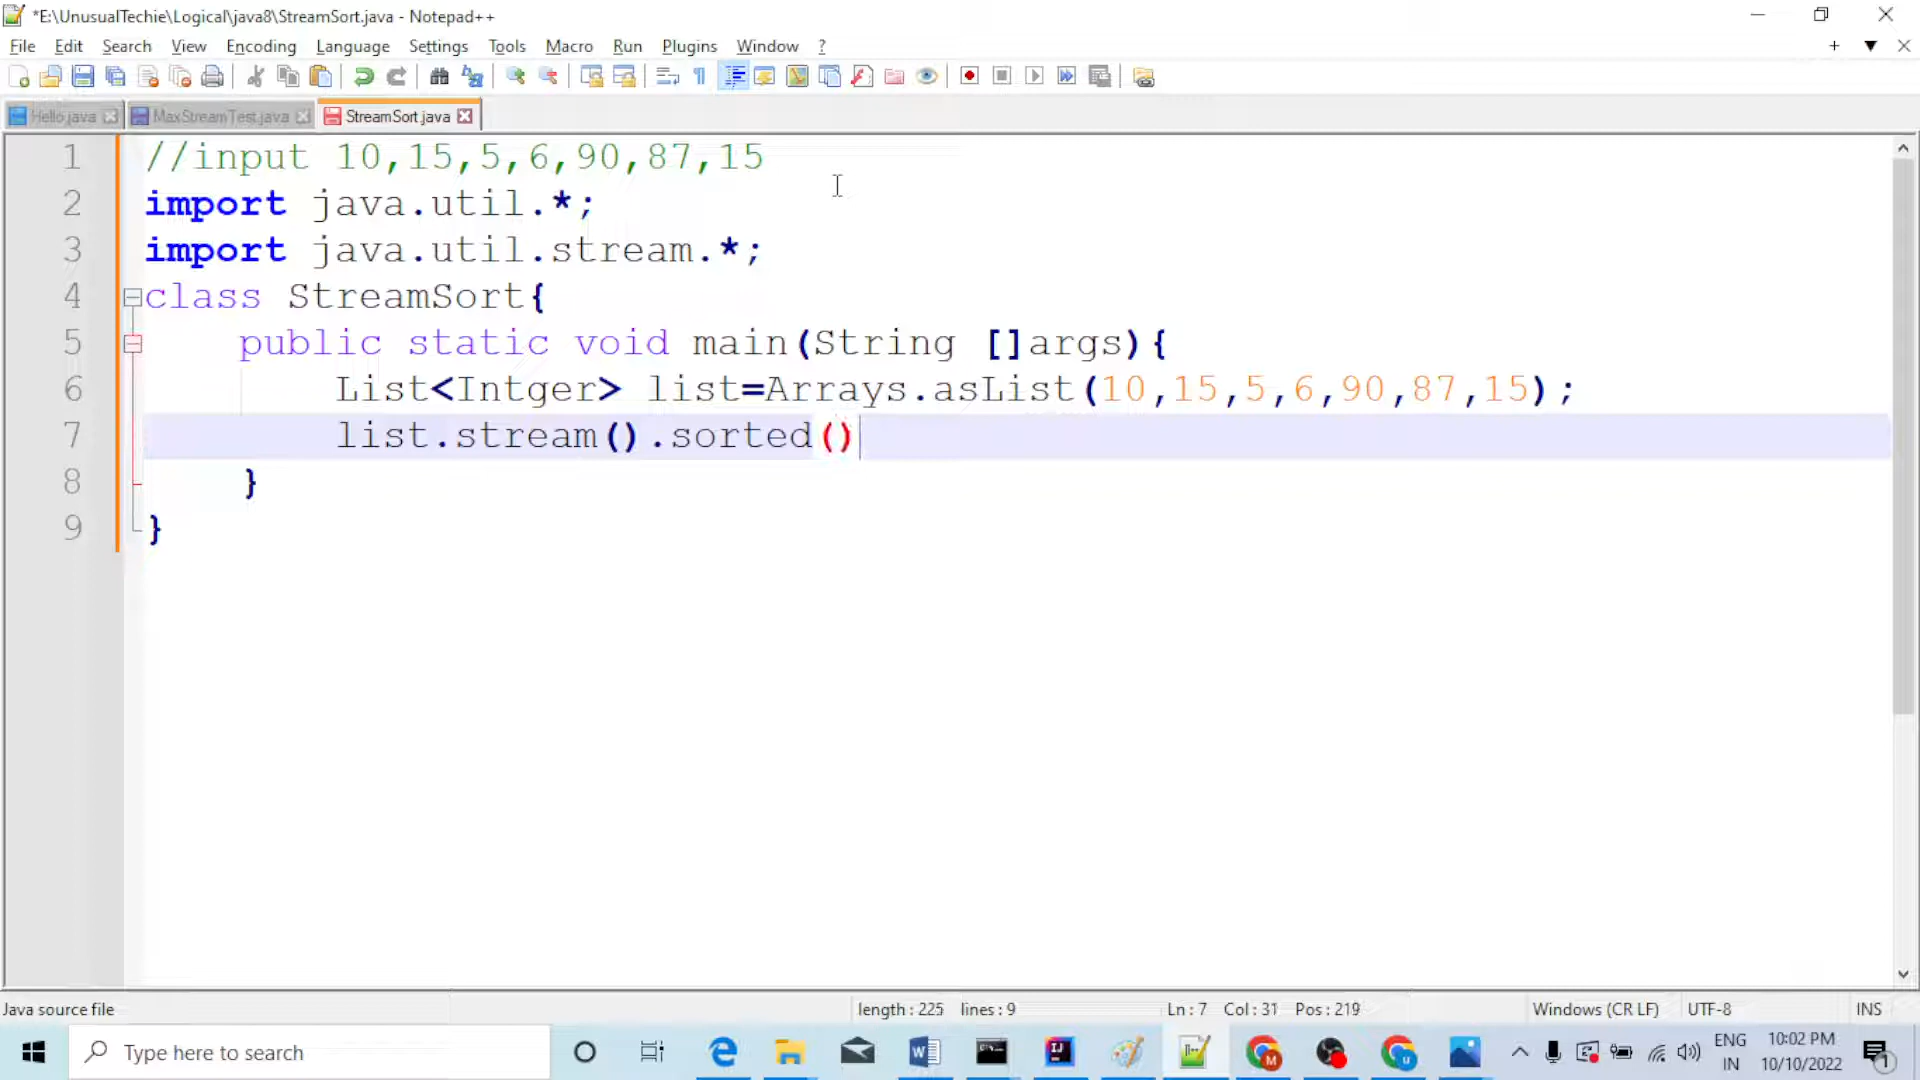 *E:\UnusualTechie\Logical\java8\StreamSort.java - Notepad++
File Edit Search View Encoding Language Settings Tools Macro Run Plugins Window ?
Hello.java MaxStreamTest.java StreamSort.java
1 //input 10,15,5,6,90,87,15
2 import java.util.*;
3 import java.util.stream.*;
4 class StreamSort{
5 public static void main(String []args){
6 List<Intger> list=Arrays.asList(10,15,5,6,90,87,15);
7 list.stream().sorted()
8 }
9 }
Java source file length : 225 lines : 9 Ln : 7 Col : 31 Pos : 219 Windows (CR LF) UTF-8 INS
Type here to search
ENG 10:02 PM
IN 10/10/2022